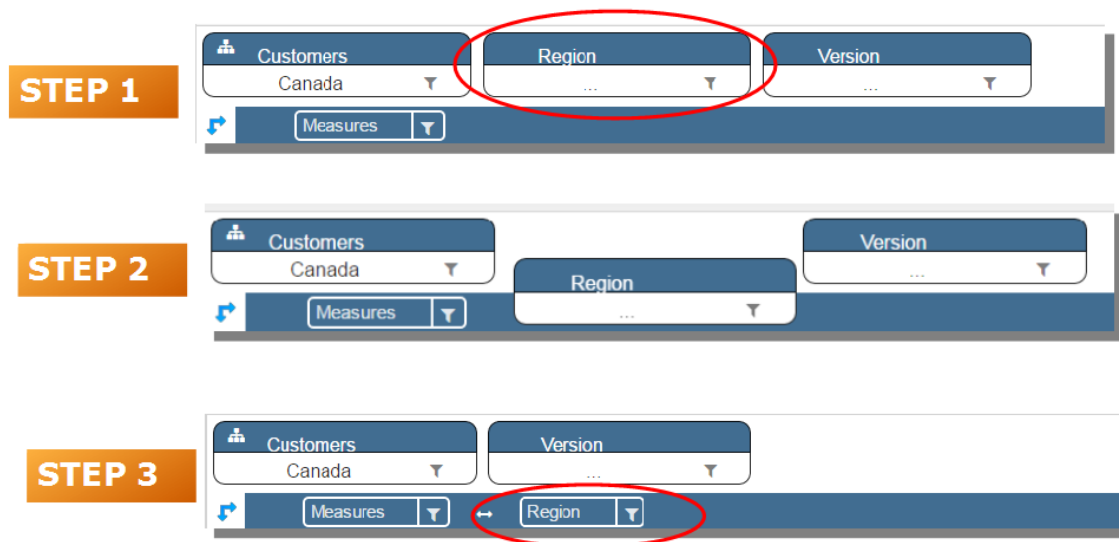 STEP 1
Customers Region Version
Canada ... ...
Measures
STEP 2
Customers Version
Canada ...
Region
Measures ...
STEP 3
Customers Version
Canada ...
Measures Region